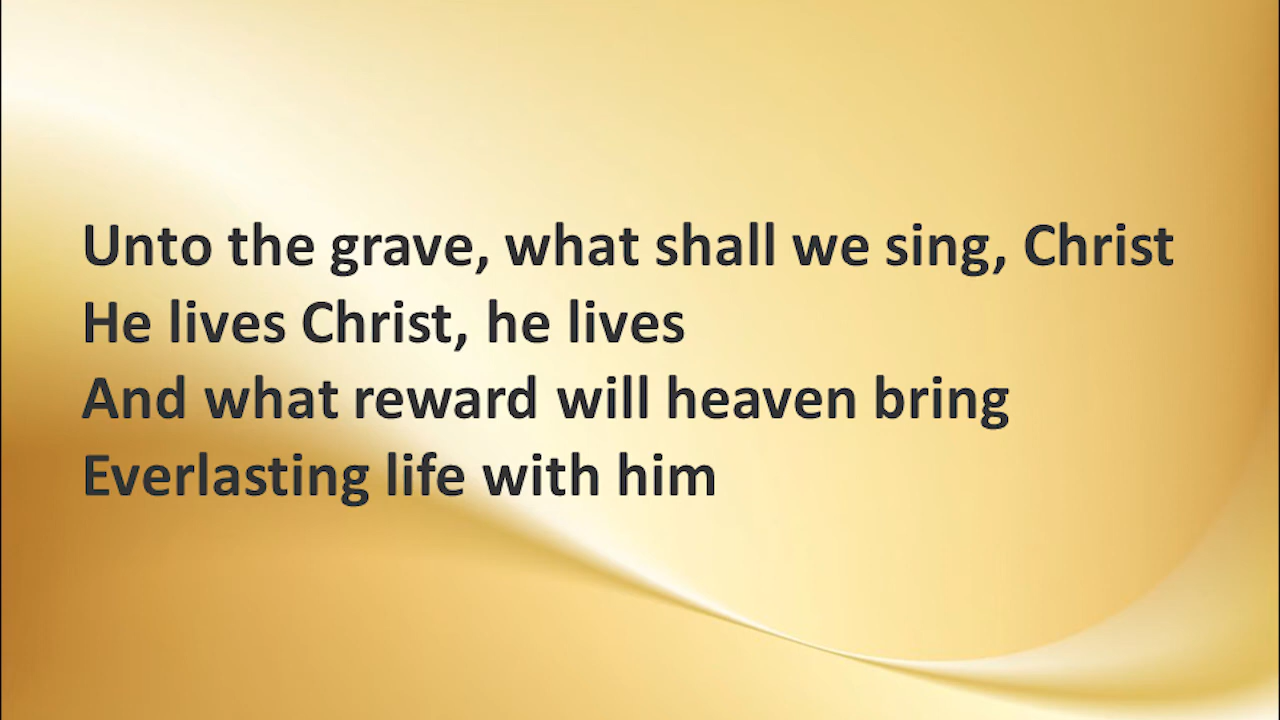 Unto the grave, what shall we sing, Christ
He lives Christ, he lives
And what reward will heaven bring
Everlasting life with him